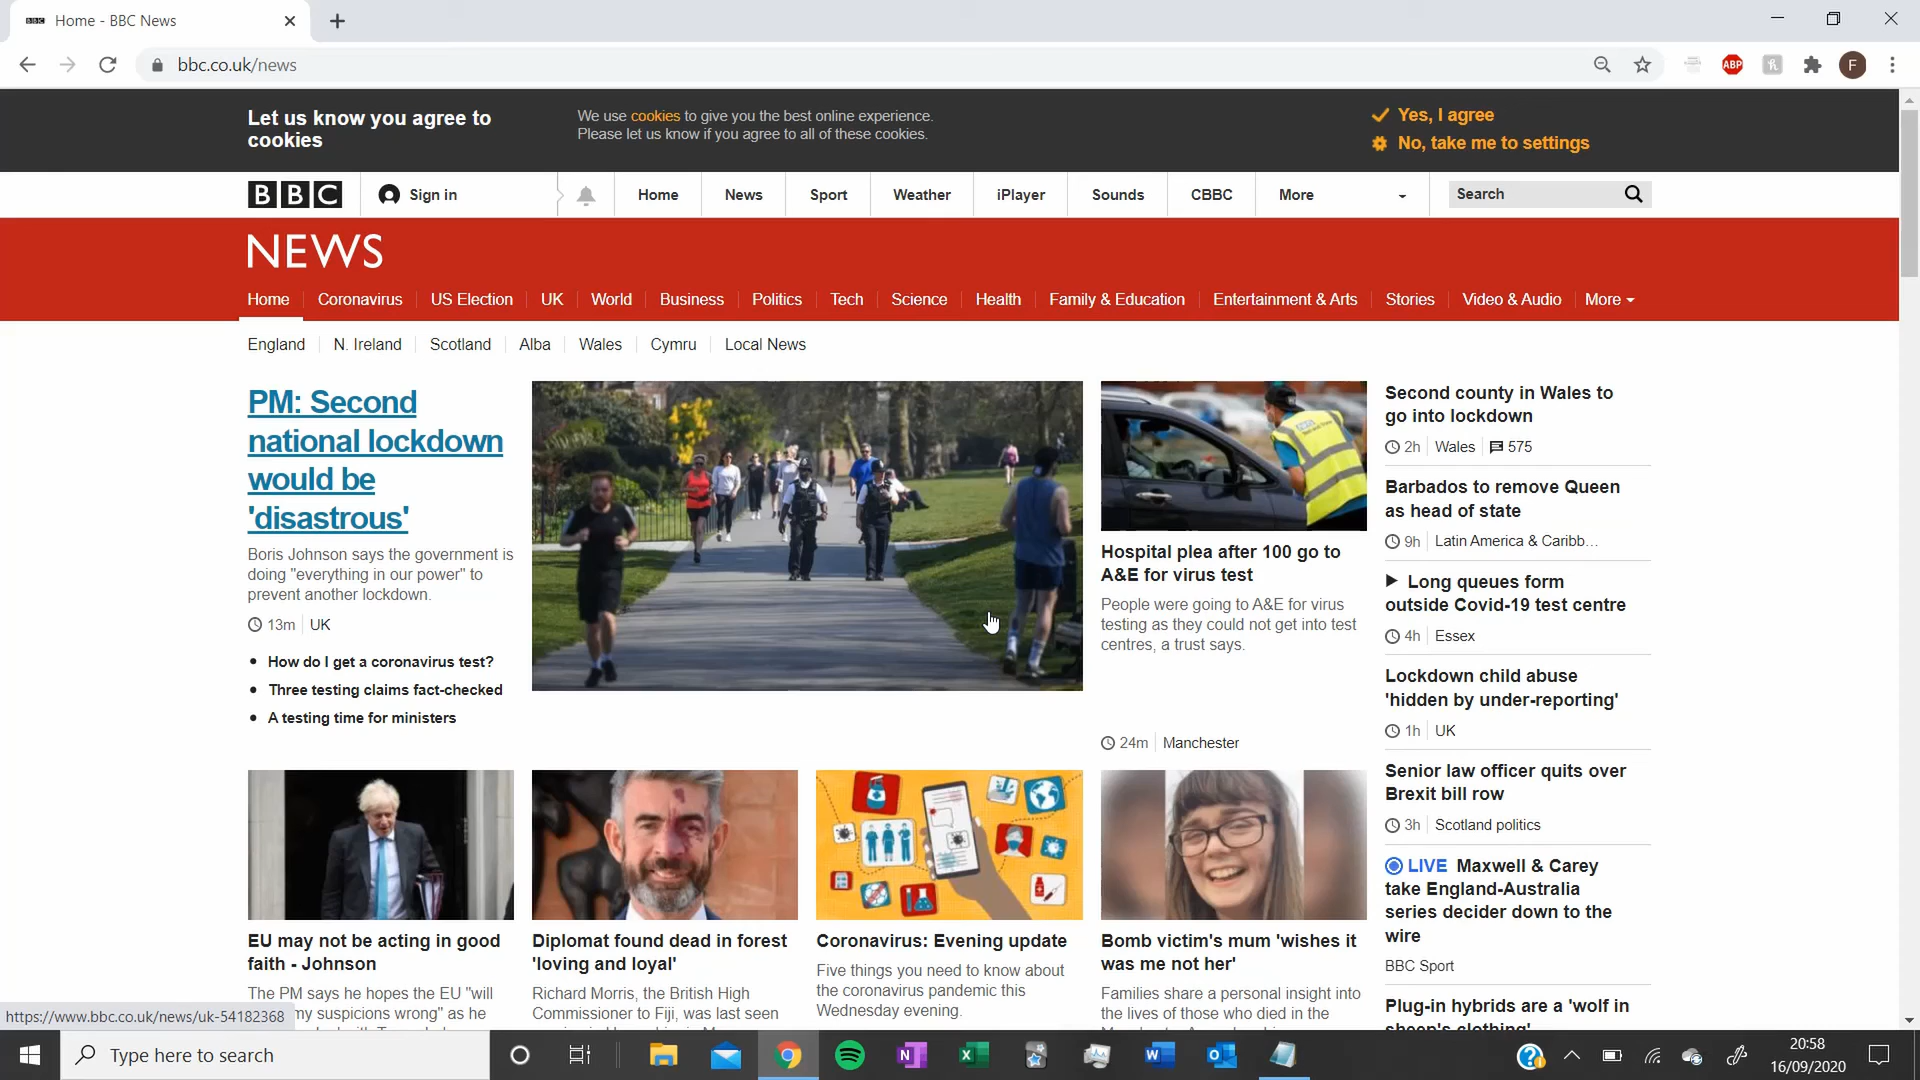 BBC Home - BBC News
bbc.co.uk/news
ABP
F
Let us know you agree to
cookies
We use cookies to give you the best online experience.
Please let us know if you agree to all of these cookies.
Yes, I agree
No, take me to settings
BBC Sign in Home News Sport Weather iPlayer Sounds CBBC More Search
NEWS
Home Coronavirus US Election UK World Business Politics Tech Science Health Family & Education Entertainment & Arts Stories Video & Audio More
England N. Ireland Scotland Alba Wales Cymru Local News
PM: Second
national lockdown
would be
'disastrous'
Boris Johnson says the government is
doing "everything in our power" to
prevent another lockdown.
13m UK
How do I get a coronavirus test?
Three testing claims fact-checked
A testing time for ministers
Hospital plea after 100 go to
A&E for virus test
People were going to A&E for virus
testing as they could not get into test
centres, a trust says.
24m Manchester
Second county in Wales to
go into lockdown
2h Wales 575
Barbados to remove Queen
as head of state
9h Latin America & Caribb...
Long queues form
outside Covid-19 test centre
4h Essex
Lockdown child abuse
'hidden by under-reporting'
1h UK
Senior law officer quits over
Brexit bill row
3h Scotland politics
LIVE Maxwell & Carey
take England-Australia
series decider down to the
wire
BBC Sport
Plug-in hybrids are a 'wolf in
sheep's clothing'
EU may not be acting in good
faith - Johnson
The PM says he hopes the EU "will
my suspicions wrong" as he
Diplomat found dead in forest
'loving and loyal'
Richard Morris, the British High
Commissioner to Fiji, was last seen
Coronavirus: Evening update
Five things you need to know about
the coronavirus pandemic this
Wednesday evening.
Bomb victim's mum 'wishes it
was me not her'
Families share a personal insight into
the lives of those who died in the
https://www.bbc.co.uk/news/uk-54182368
Type here to search
20:58
16/09/2020